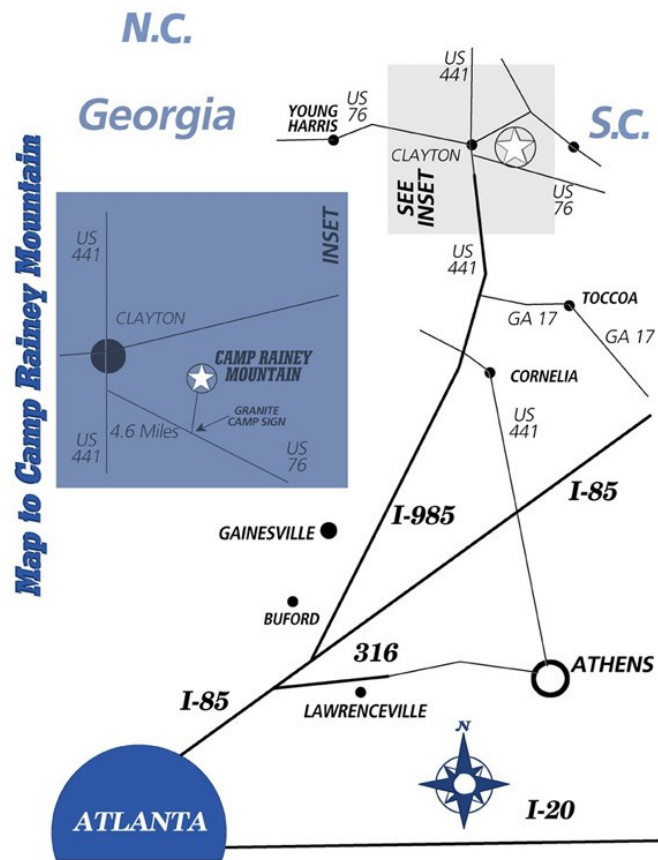 N.C.
Georgia
S.C.
US
441
YOUNG
HARRIS
US
76
CLAYTON
SEE
INSET
US
76
US
441
TOCCOA
GA 17
GA 17
CORNELIA
US
441
Map to Camp Rainey Mountain
INSET
US
441
CLAYTON
CAMP RAINEY
MOUNTAIN
GRANITE
CAMP SIGN
4.6 Miles
US
441
US
76
I-85
I-985
GAINESVILLE
BUFORD
316
ATHENS
I-85
LAWRENCEVILLE
N
I-20
ATLANTA